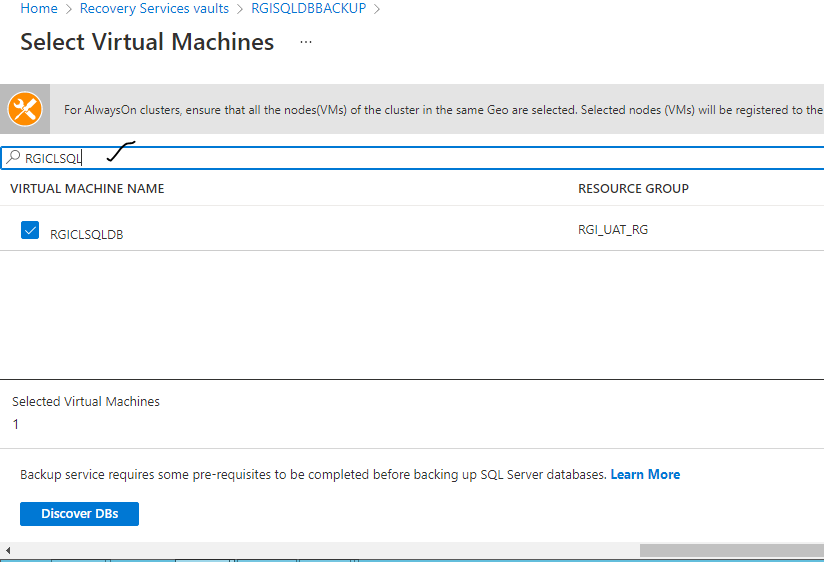 Home > Recovery Services vaults > RGISQLDBBACKUP >
Select Virtual Machines ...
For AlwaysOn clusters, ensure that all the nodes(VMs) of the cluster in the same Geo are selected. Selected nodes (VMs) will be registered to the
RGICLSQL
VIRTUAL MACHINE NAME RESOURCE GROUP
RGICLSQLDB RGI_UAT_RG
Selected Virtual Machines
1
Backup service requires some pre-requisites to be completed before backing up SQL Server databases. Learn More
Discover DBs